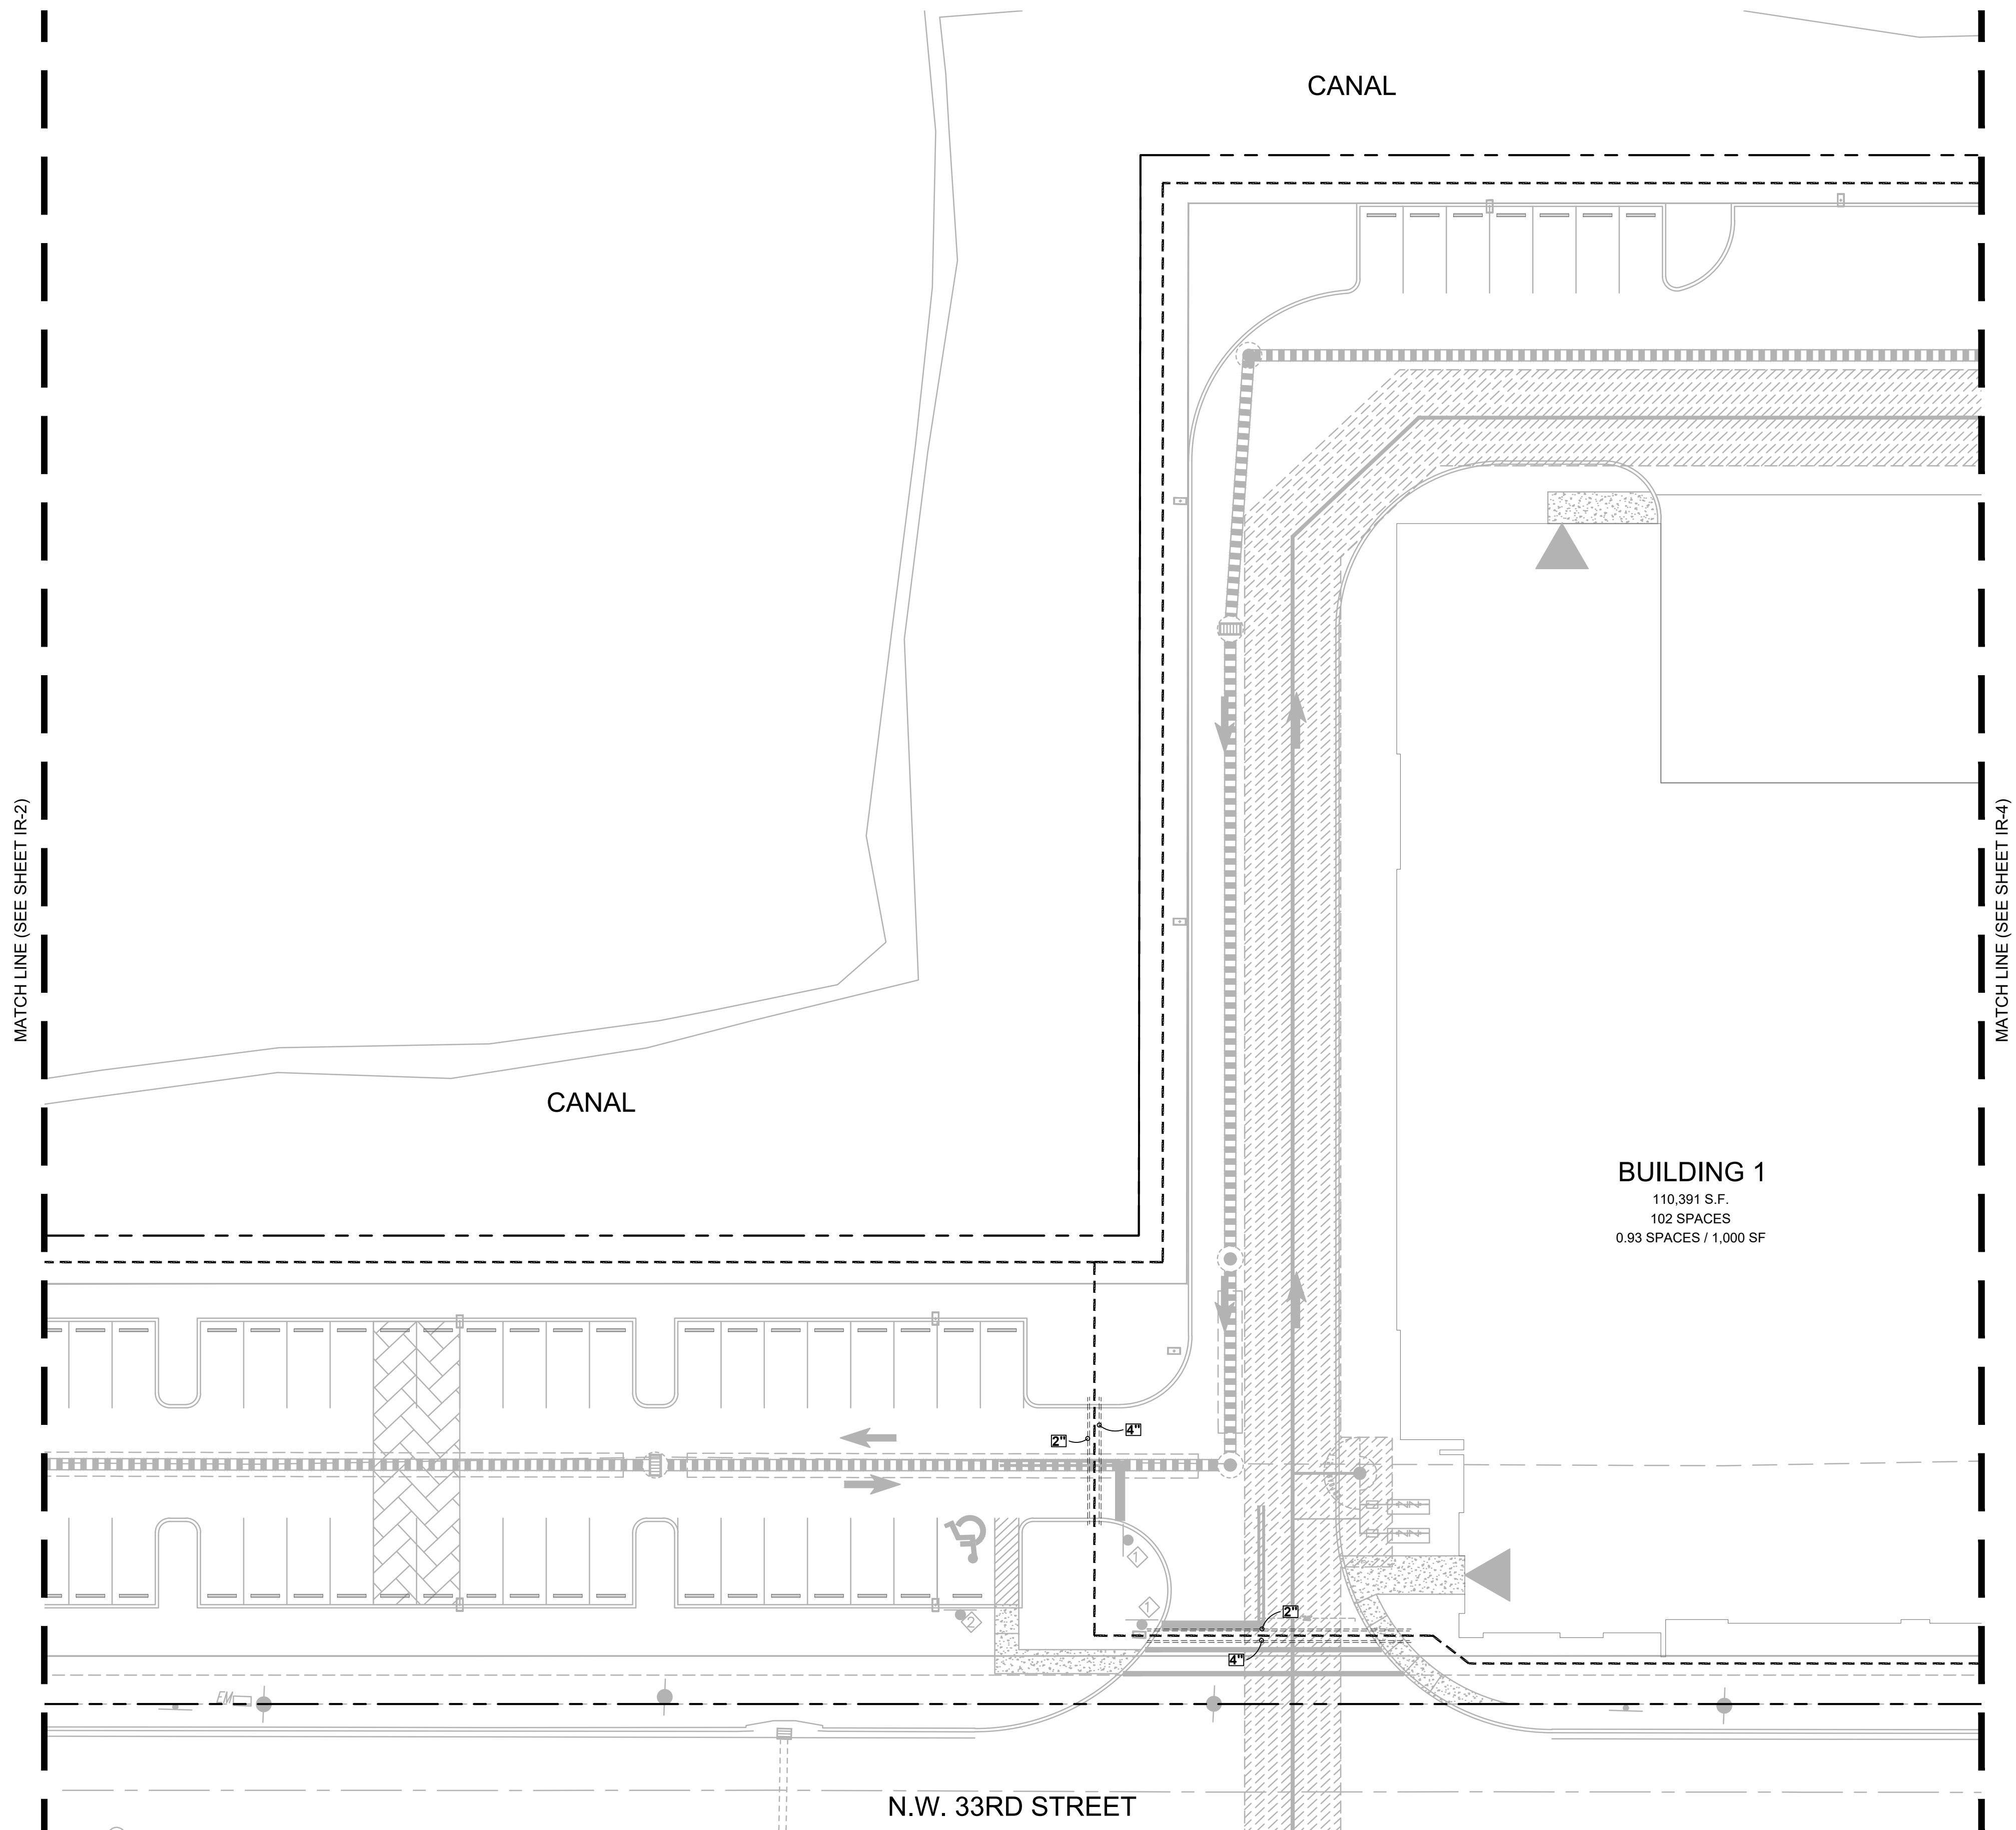 CANAL
MATCH LINE (SEE SHEET IR-2)
MATCH LINE (SEE SHEET IR-4)
CANAL
BUILDING 1
110,391 S.F.
102 SPACES
0.93 SPACES / 1,000 SF
4"
2"
1
1
2"
2
4"
EM
N.W. 33RD STREET